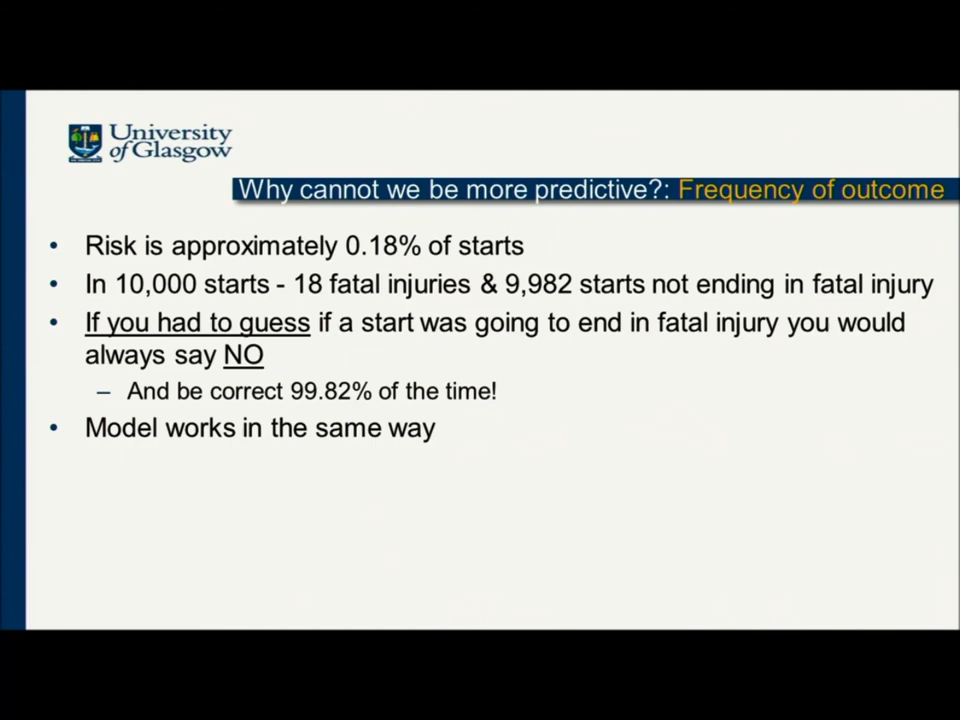 University
of Glasgow
Why cannot we be more predictive?: Frequency of outcome
• Risk is approximately 0.18% of starts
• In 10,000 starts - 18 fatal injuries & 9,982 starts not ending in fatal injury
• If you had to guess if a start was going to end in fatal injury you would
always say NO
– And be correct 99.82% of the time!
• Model works in the same way